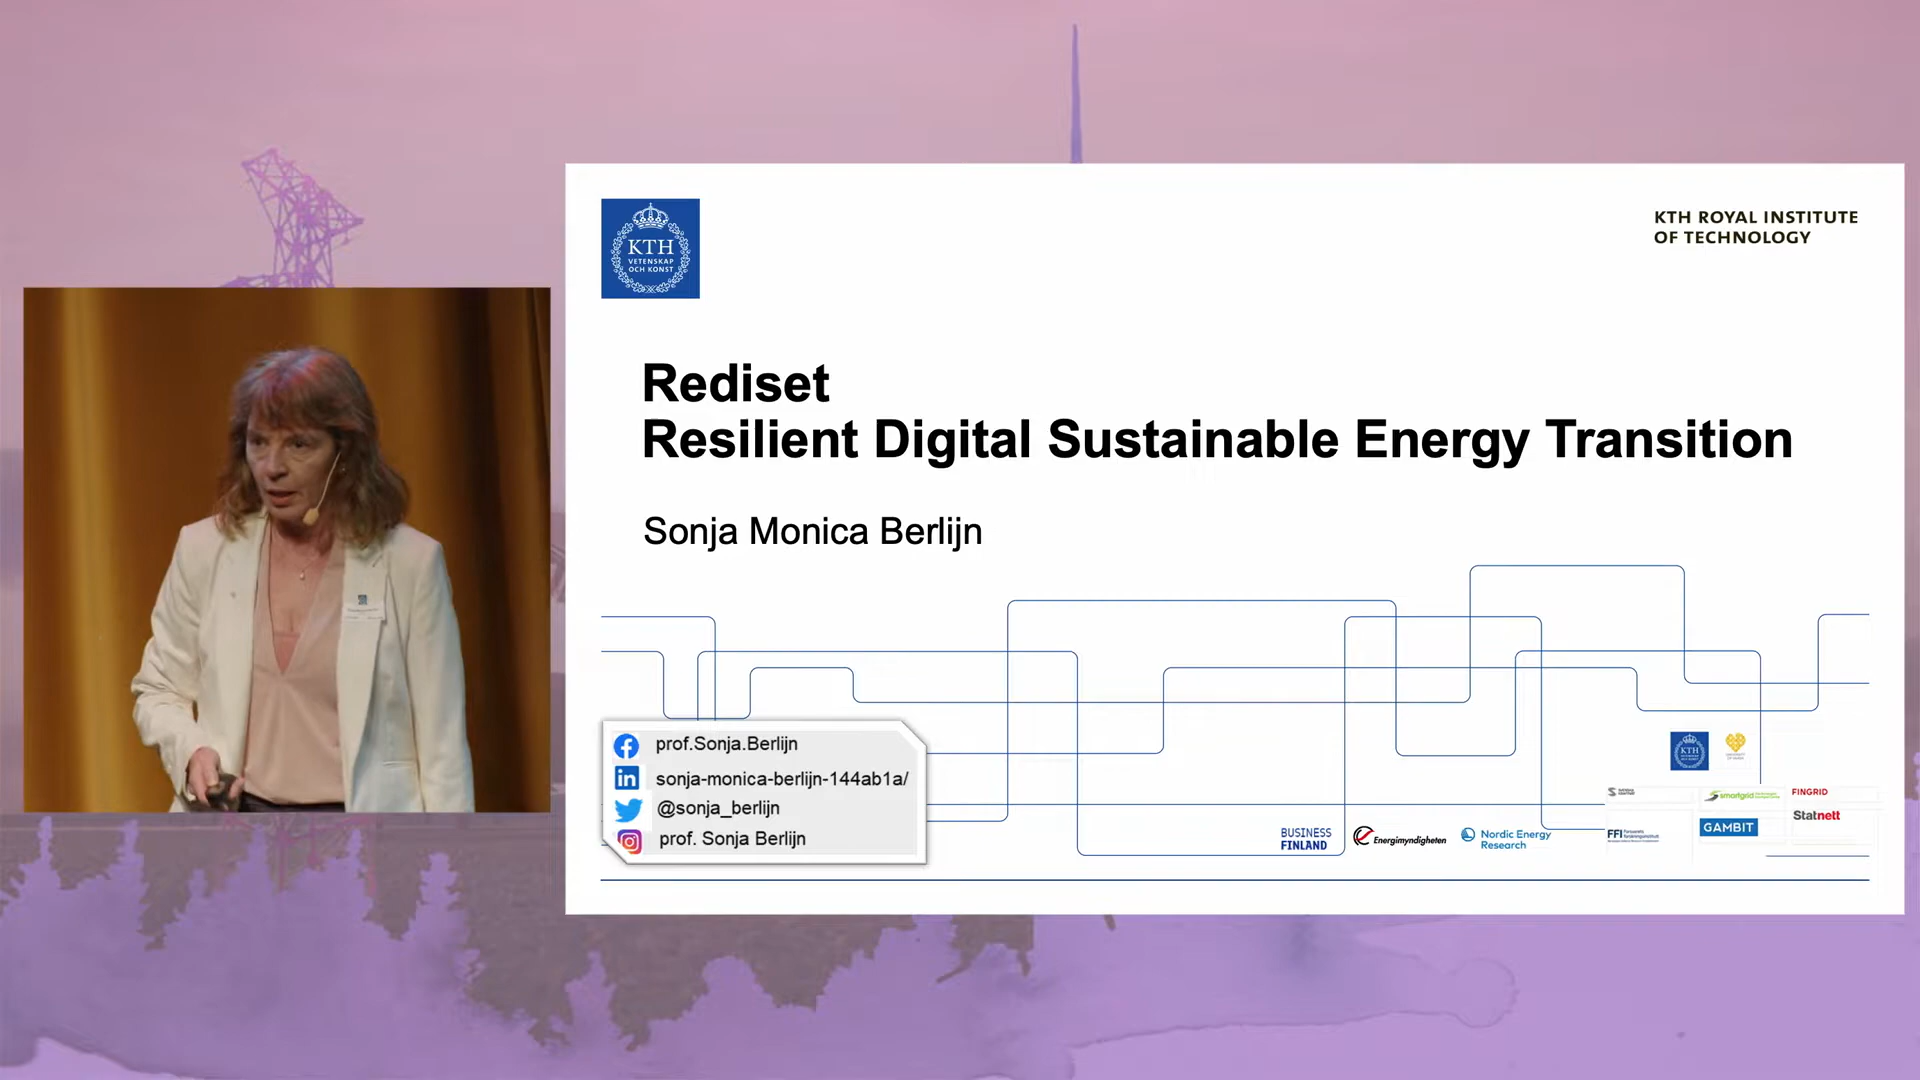 KTH
VETENSKAP
OCH KONST
KTH ROYAL INSTITUTE
OF TECHNOLOGY
Rediset
Resilient Digital Sustainable Energy Transition
Sonja Monica Berlijn
prof.Sonja.Berlijn
sonja-monica-berlijn-144ab1a/
@sonja_berlijn
prof. Sonja Berlijn
BUSINESS
FINLAND
Energimyndigheten
Nordic Energy
Research
KTH
smartgrid
FINGRID
Statnett
GAMBIT
FFI